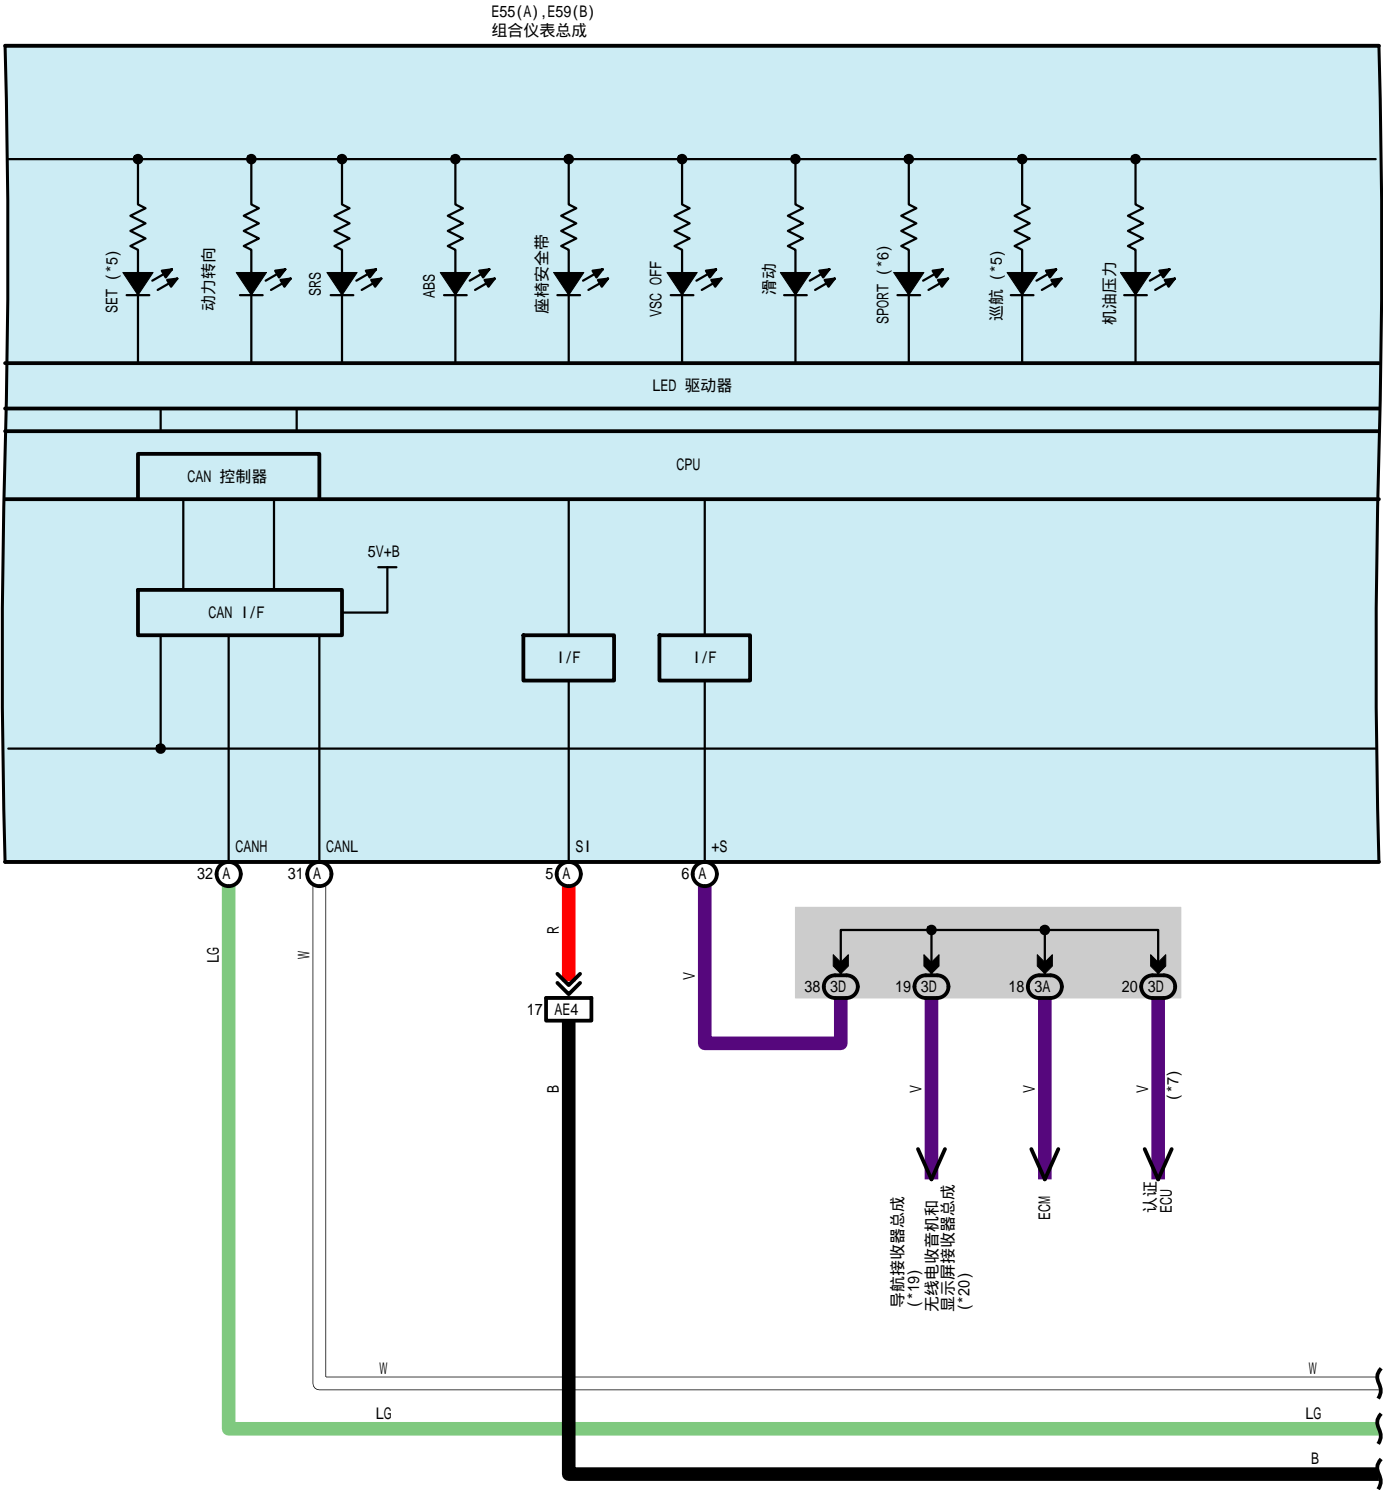 E55(A),E59(B)
组合仪表总成
SET (*5)
动力转向
SRS
ABS
座椅安全带
VSC OFF
滑动
SPORT (*6)
巡航 (*5)
机油压力
LED 驱动器
CPU
CAN 控制器
5V+B
CAN I/F
I/F
I/F
CANH
CANL
SI
+S
32 A
31 A
5 A
6 A
LG
W
R
V
38 3D
19 3D
18 3A
20 3D
17 AE4
B
V
V
V
(*7)
导航接收器总成
(*19)
无线电收音机和
显示屏接收器总成
(*20)
ECM
认证
ECU
W
W
LG
LG
B